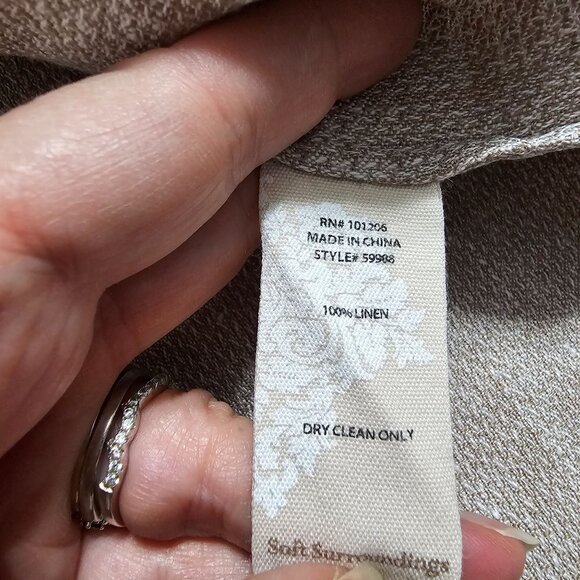 RN# 101206
MADE IN CHINA
STYLE# 59988
100% LINEN
DRY CLEAN ONLY
Soft Surroundings